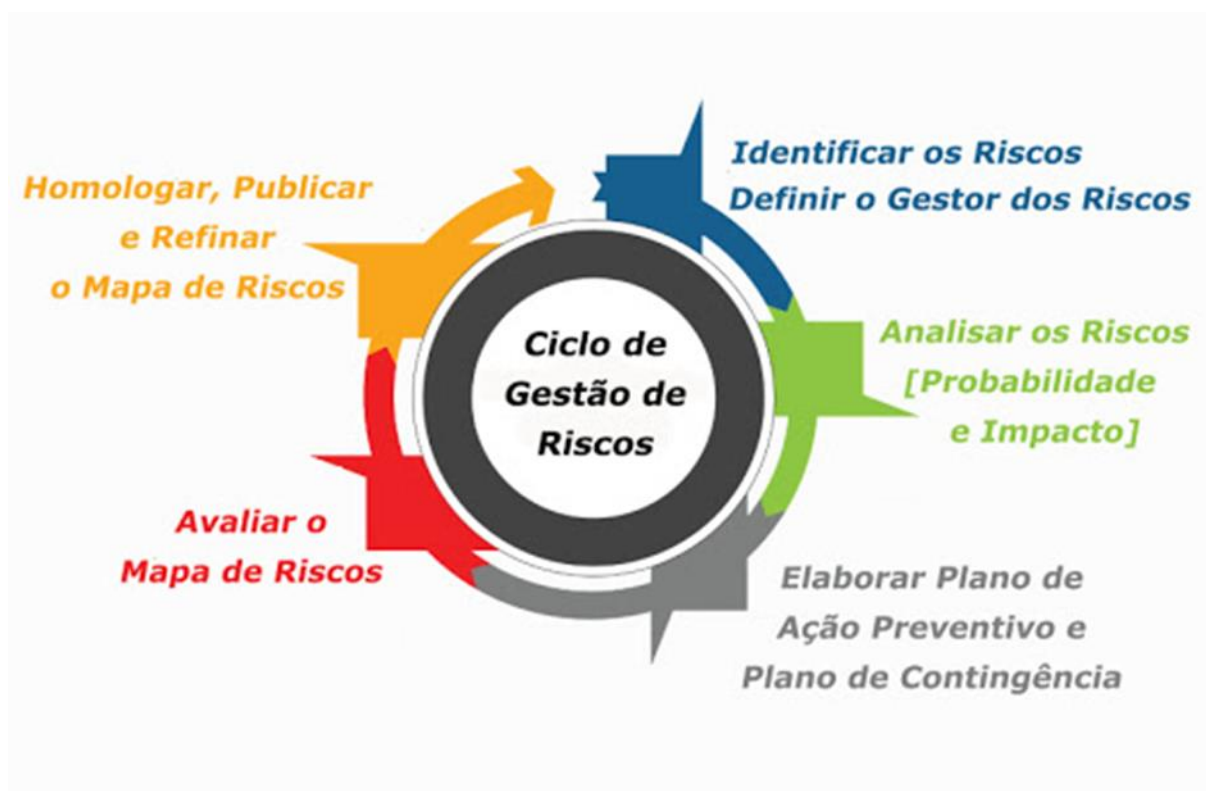 Ciclo de
Gestão de
Riscos
Identificar os Riscos
Definir o Gestor dos Riscos
Analisar os Riscos
[Probabilidade
e Impacto]
Elaborar Plano de
Ação Preventivo e
Plano de Contingência
Avaliar o
Mapa de Riscos
Homologar, Publicar
e Refinar
o Mapa de Riscos